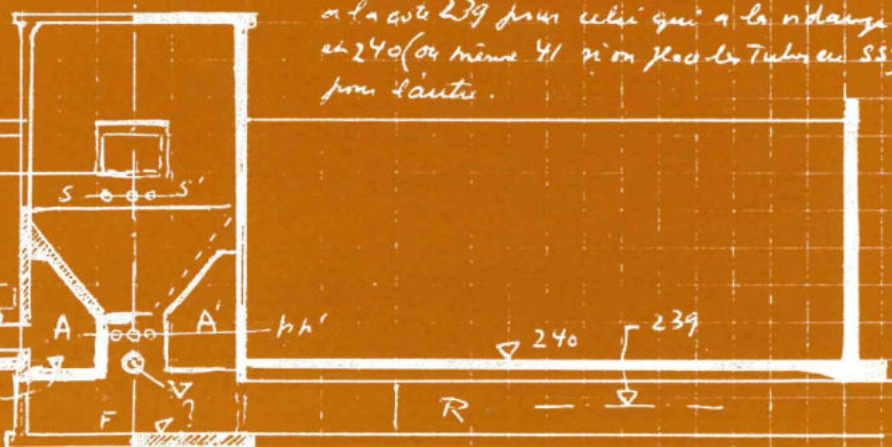 à la cote 239 pour celui qui a la vidange
en 240 (ou même 41 si on place les Tubes en SS'
pour l'autre.
S S'
A A' pp'
240 239
?
F R